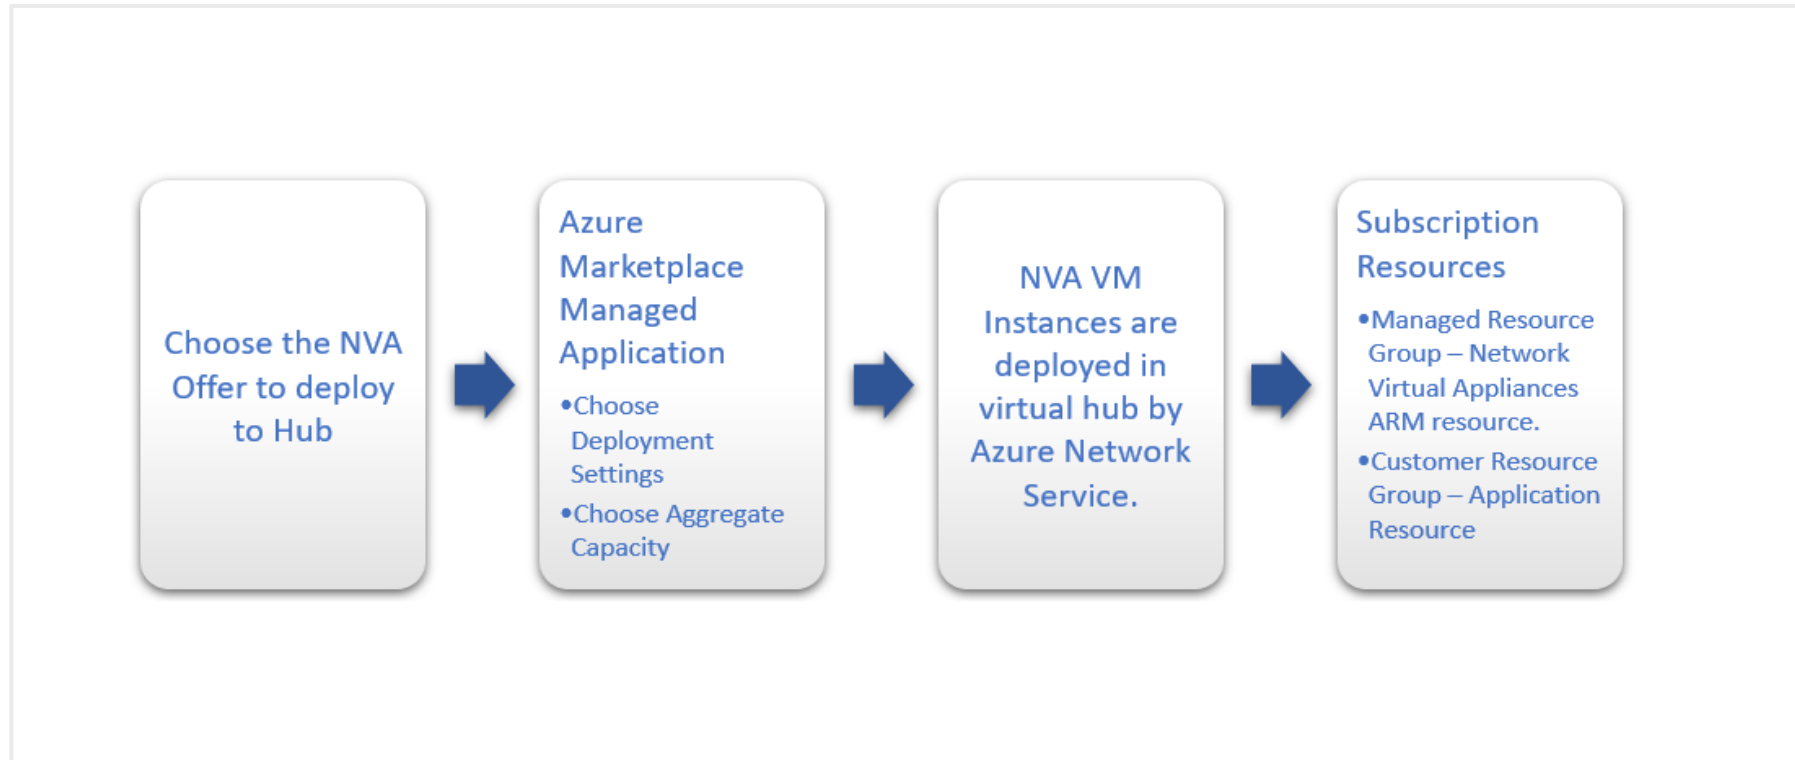 Choose the NVA
Offer to deploy
to Hub
Azure
Marketplace
Managed
Application
•Choose
Deployment
Settings
•Choose Aggregate
Capacity
NVA VM
Instances are
deployed in
virtual hub by
Azure Network
Service.
Subscription
Resources
•Managed Resource
Group – Network
Virtual Appliances
ARM resource.
•Customer Resource
Group – Application
Resource